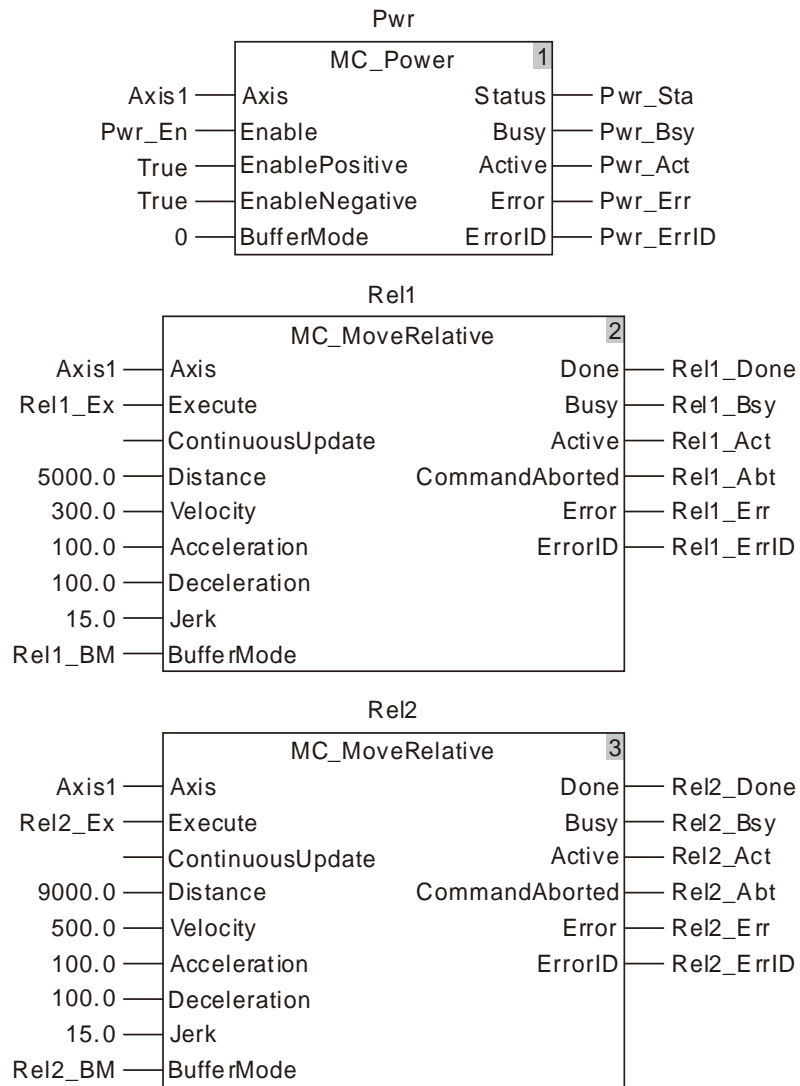 Pwr
MC_Power 1
Axis1 Axis Status Pwr_Sta
Pwr_En Enable Busy Pwr_Bsy
True EnablePositive Active Pwr_Act
True EnableNegative Error Pwr_Err
0 BufferMode ErrorID Pwr_ErrID
Rel1
MC_MoveRelative 2
Axis1 Axis Done Rel1_Done
Rel1_Ex Execute Busy Rel1_Bsy
ContinuousUpdate Active Rel1_Act
5000.0 Distance CommandAborted Rel1_Abt
300.0 Velocity Error Rel1_Err
100.0 Acceleration ErrorID Rel1_ErrID
100.0 Deceleration
15.0 Jerk
Rel1_BM BufferMode
Rel2
MC_MoveRelative 3
Axis1 Axis Done Rel2_Done
Rel2_Ex Execute Busy Rel2_Bsy
ContinuousUpdate Active Rel2_Act
9000.0 Distance CommandAborted Rel2_Abt
500.0 Velocity Error Rel2_Err
100.0 Acceleration ErrorID Rel2_ErrID
100.0 Deceleration
15.0 Jerk
Rel2_BM BufferMode